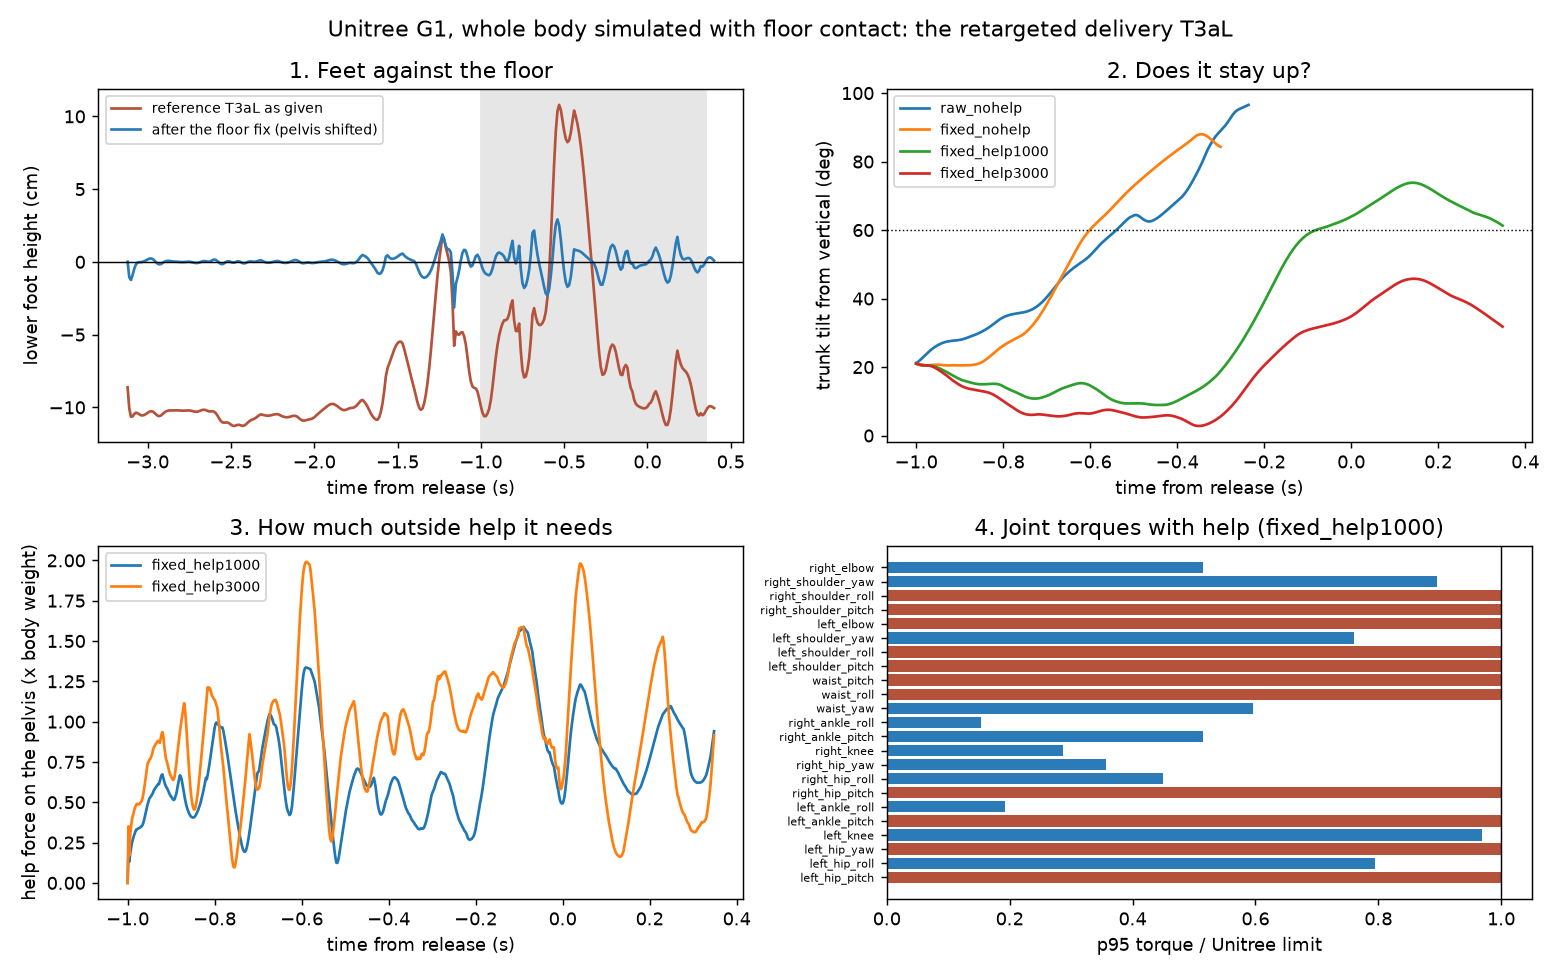 Unitree G1, whole body simulated with floor contact: the retargeted delivery T3aL
1. Feet against the floor
reference T3aL as given
after the floor fix (pelvis shifted)
lower foot height (cm)
10
5
0
−5
−10
−3.0 −2.5 −2.0 −1.5 −1.0 −0.5 0.0 0.5
time from release (s)
2. Does it stay up?
raw_nohelp
fixed_nohelp
fixed_help1000
fixed_help3000
trunk tilt from vertical (deg)
100
80
60
40
20
0
−1.0 −0.8 −0.6 −0.4 −0.2 0.0 0.2 0.4
time from release (s)
3. How much outside help it needs
fixed_help1000
fixed_help3000
help force on the pelvis (x body weight)
2.00
1.75
1.50
1.25
1.00
0.75
0.50
0.25
0.00
−1.0 −0.8 −0.6 −0.4 −0.2 0.0 0.2 0.4
time from release (s)
4. Joint torques with help (fixed_help1000)
right_elbow
right_shoulder_yaw
right_shoulder_roll
right_shoulder_pitch
left_elbow
left_shoulder_yaw
left_shoulder_roll
left_shoulder_pitch
waist_pitch
waist_roll
waist_yaw
right_ankle_roll
right_ankle_pitch
right_knee
right_hip_yaw
right_hip_roll
right_hip_pitch
left_ankle_roll
left_ankle_pitch
left_knee
left_hip_yaw
left_hip_roll
left_hip_pitch
0.0 0.2 0.4 0.6 0.8 1.0
p95 torque / Unitree limit